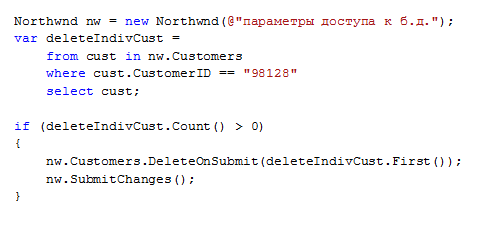 Northwnd nw = new Northwnd(@"параметры доступа к б.д.");
var deleteIndivCust =
    from cust in nw.Customers
    where cust.CustomerID == "98128"
    select cust;

if (deleteIndivCust.Count() > 0)
{
    nw.Customers.DeleteOnSubmit(deleteIndivCust.First());
    nw.SubmitChanges();
}